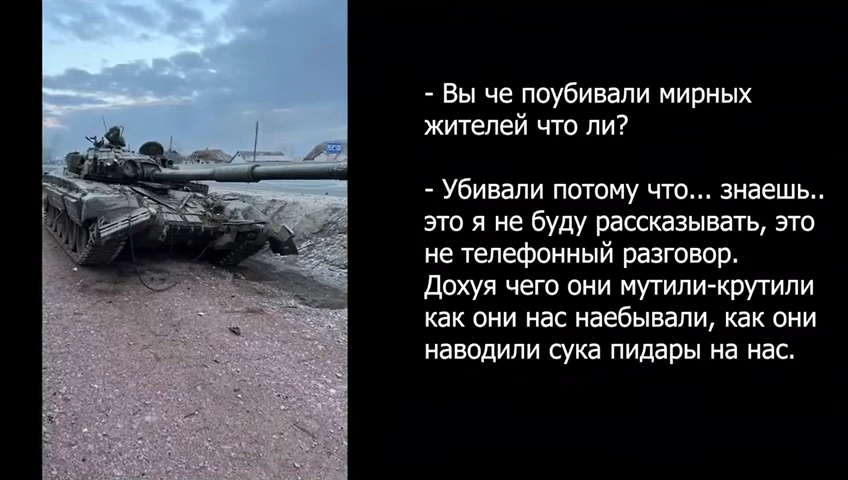 - Вы че поубивали мирных
жителей что ли?
- Убивали потому что... знаешь..
это я не буду рассказывать, это
не телефонный разговор.
Дохуя чего они мутили-крутили
как они нас наебывали, как они
наводили сука пидары на нас.